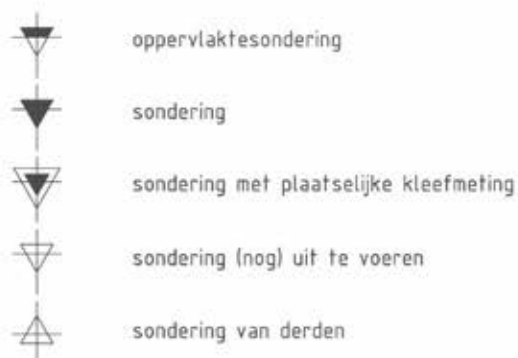 oppervlaktesondering
sondering
sondering met plaatselijke kleefmeting
sondering (nog) uit te voeren
sondering van derden